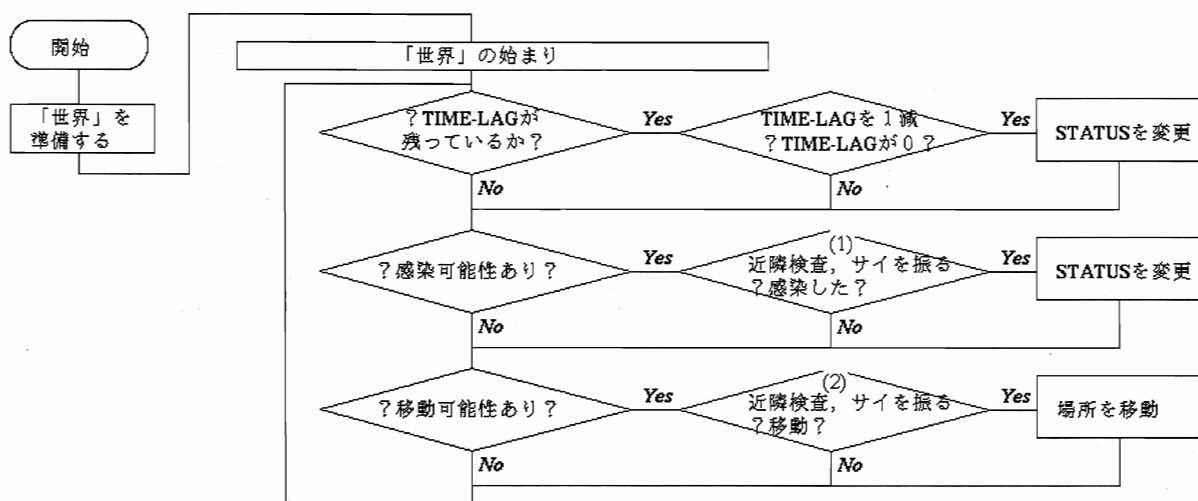 開始
「世界」を
準備する
「世界」の始まり
？TIME-LAGが
残っているか？
Yes
TIME-LAGを１減
？TIME-LAGが０？
Yes
STATUSを変更
No
No
？感染可能性あり？
Yes
(1)
近隣検査，サイを振る
？感染した？
Yes
STATUSを変更
No
No
？移動可能性あり？
Yes
(2)
近隣検査，サイを振る
？移動？
Yes
場所を移動
No
No